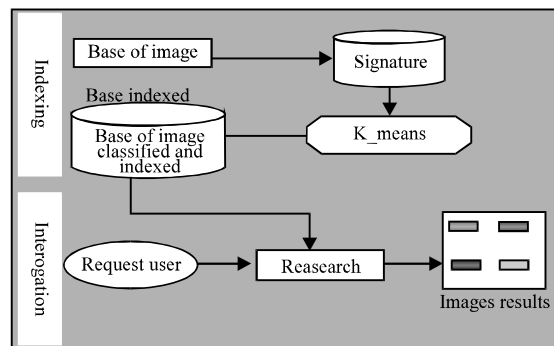 Indexing
Base of image
Signature
Base indexed
Base of image
classified and
indexed
K_means
Interogation
Request user
Reasearch
Images results